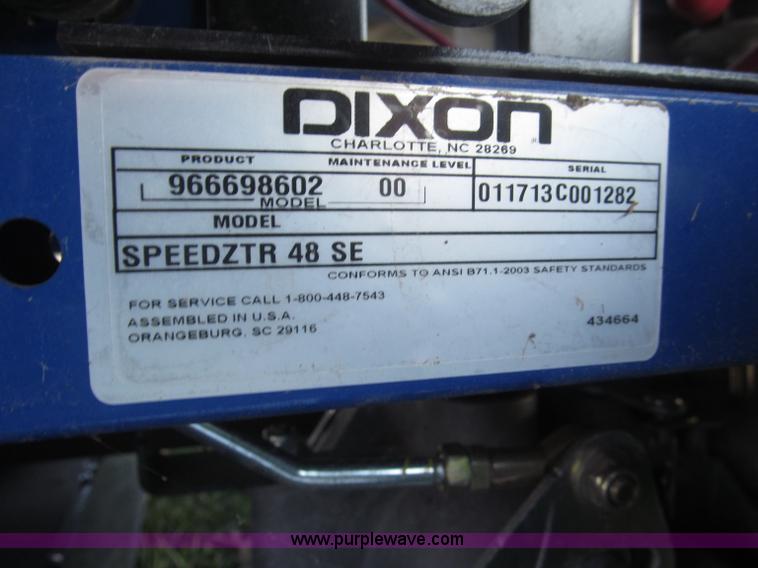 DIXON
CHARLOTTE, NC 28269
PRODUCT MAINTENANCE LEVEL SERIAL
966698602 00 011713C001282
MODEL
MODEL
SPEEDZTR 48 SE
CONFORMS TO ANSI B71.1-2003 SAFETY STANDARDS
FOR SERVICE CALL 1-800-448-7543
ASSEMBLED IN U.S.A. 434664
ORANGEBURG, SC 29116
www.purplewave.com